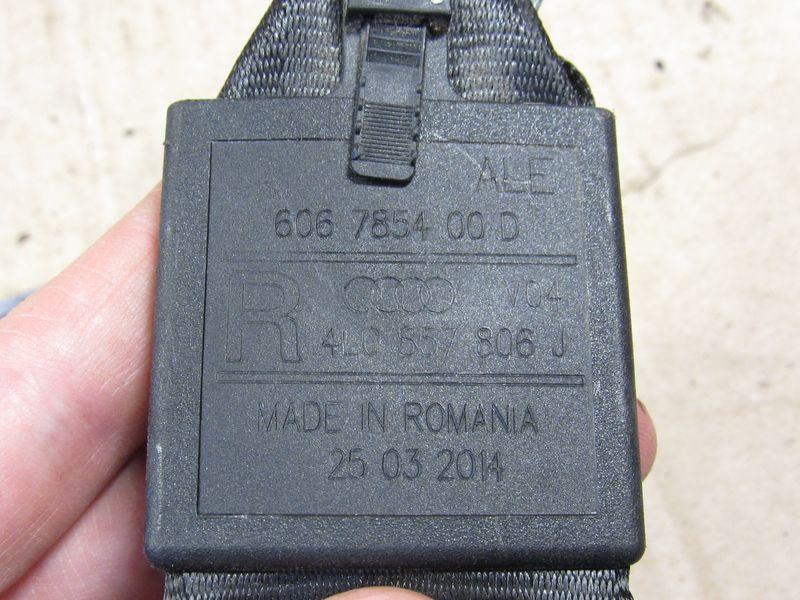 ALE
606 7854 00 D
R V04
4L0 857 806 J
MADE IN ROMANIA
25 03 2014